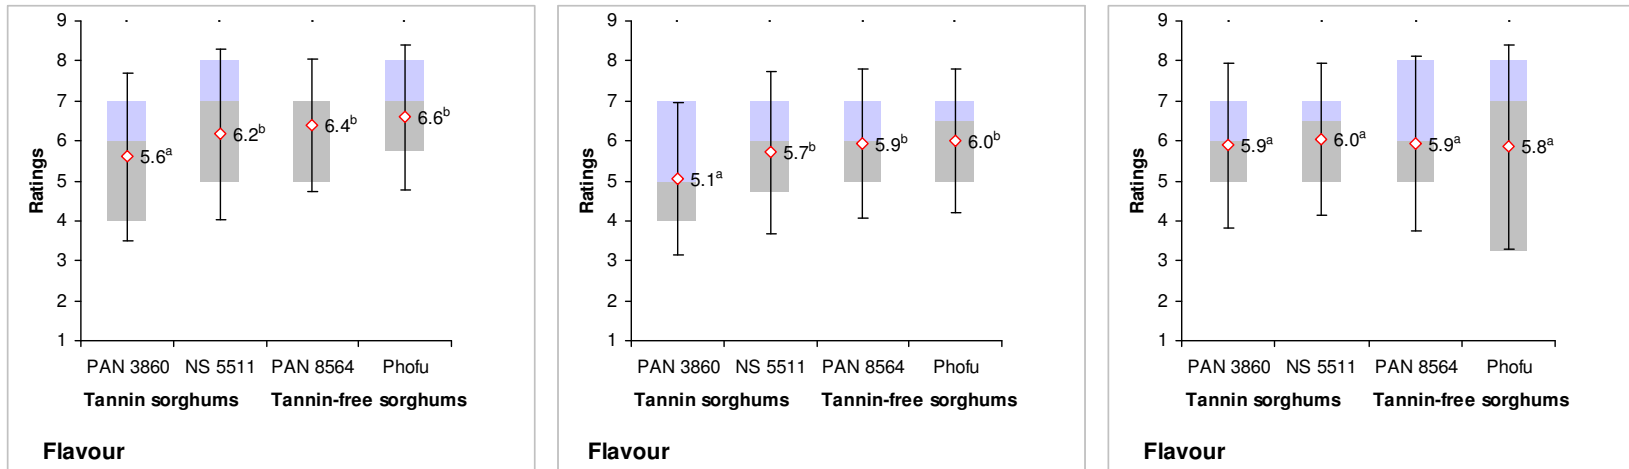 9
8
7
6
5
4
3
2
1
Ratings
5.6ᵃ
6.2ᵇ
6.4ᵇ
6.6ᵇ
PAN 3860 NS 5511 PAN 8564 Phofu
Tannin sorghums Tannin-free sorghums
Flavour
9
8
7
6
5
4
3
2
1
Ratings
5.1ᵃ
5.7ᵇ
5.9ᵇ
6.0ᵇ
PAN 3860 NS 5511 PAN 8564 Phofu
Tannin sorghums Tannin-free sorghums
Flavour
9
8
7
6
5
4
3
2
1
Ratings
5.9ᵃ
6.0ᵃ
5.9ᵃ
5.8ᵃ
PAN 3860 NS 5511 PAN 8564 Phofu
Tannin sorghums Tannin-free sorghums
Flavour